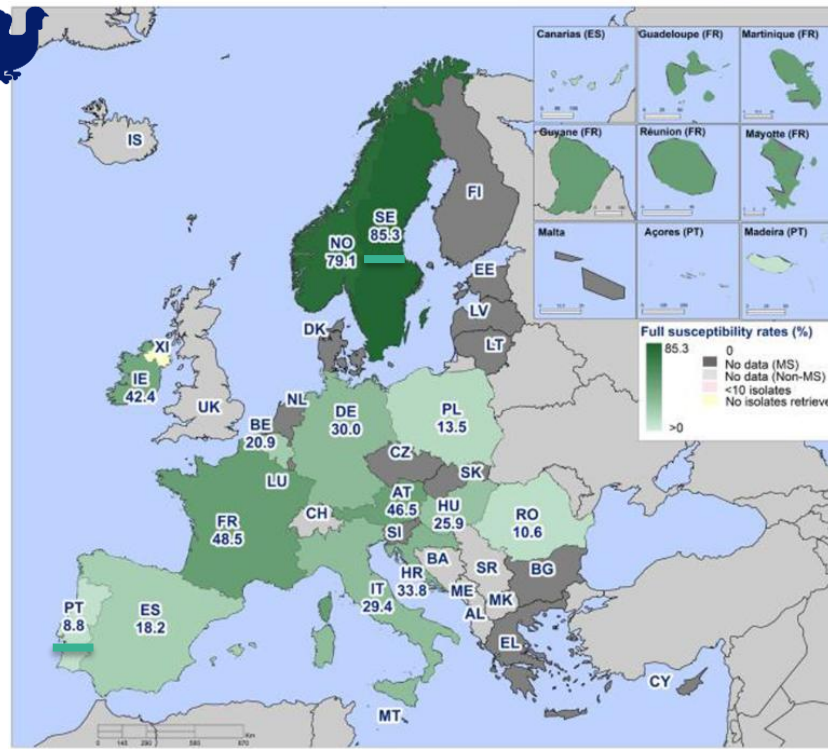 Canarias (ES)
Guadeloupe (FR)
Martinique (FR)
Guyane (FR)
Réunion (FR)
Mayotte (FR)
Malta
Açores (PT)
Madeira (PT)
Full susceptibility rates (%)
85.3
>0
0
No data (MS)
No data (Non-MS)
<10 isolates
No isolates retrieve
IS
FI
SE
85.3
NO
79.1
EE
LV
LT
DK
XI
IE
42.4
UK
NL
BE
20.9
DE
30.0
PL
13.5
LU
CZ
SK
FR
48.5
CH
AT
46.5
HU
25.9
RO
10.6
SI
HR
33.8
BA
SR
BG
ME
MK
AL
IT
29.4
PT
8.8
ES
18.2
EL
MT
CY
Km